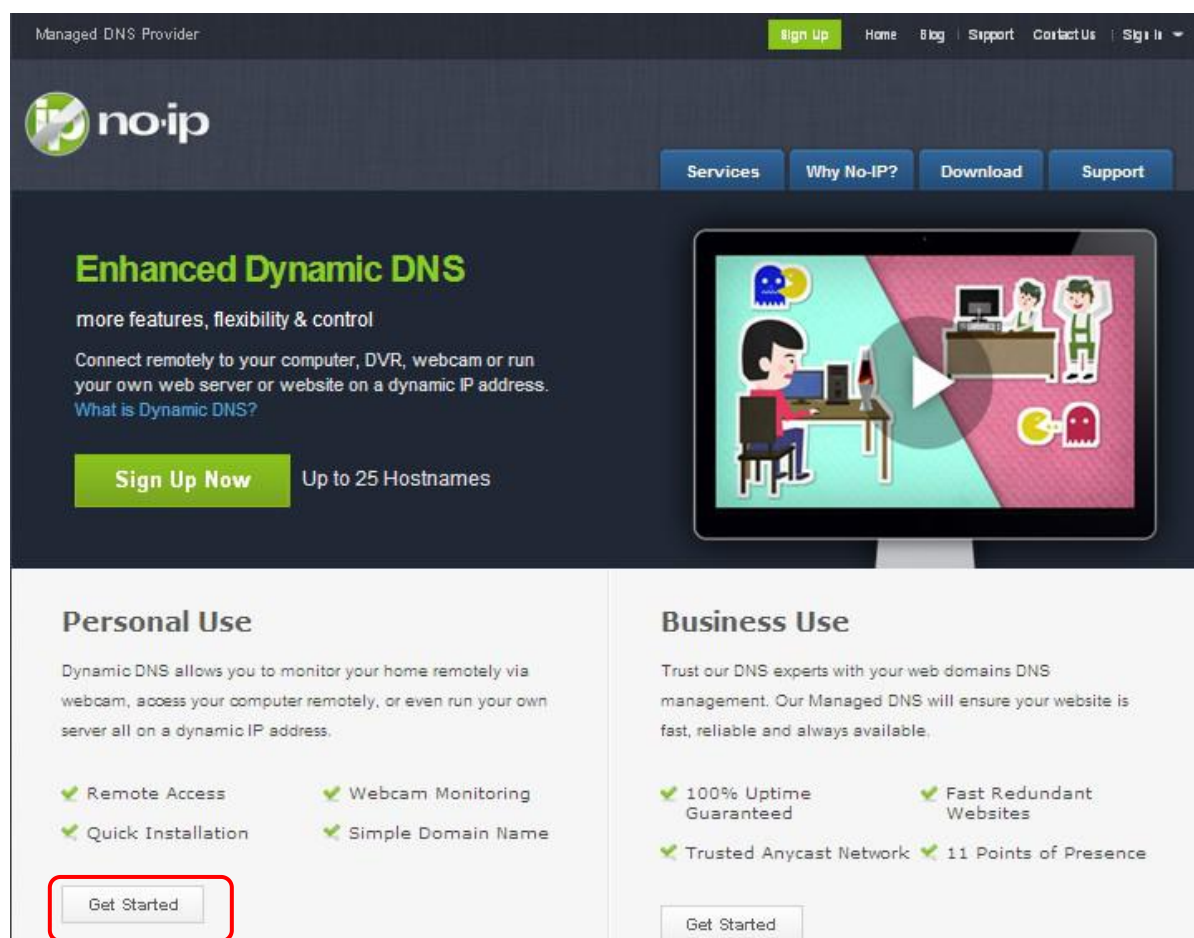 Managed DNS Provider
Sign Up Home Blog Support Contact Us Sign In
ip no·ip
Services Why No-IP? Download Support
Enhanced Dynamic DNS
more features, flexibility & control
Connect remotely to your computer, DVR, webcam or run
your own web server or website on a dynamic IP address.
What is Dynamic DNS?
Sign Up Now Up to 25 Hostnames
Personal Use
Dynamic DNS allows you to monitor your home remotely via
webcam, access your computer remotely, or even run your own
server all on a dynamic IP address.
Remote Access Webcam Monitoring
Quick Installation Simple Domain Name
Get Started
Business Use
Trust our DNS experts with your web domains DNS
management. Our Managed DNS will ensure your website is
fast, reliable and always available.
100% Uptime
Guaranteed
Fast Redundant
Websites
Trusted Anycast Network 11 Points of Presence
Get Started